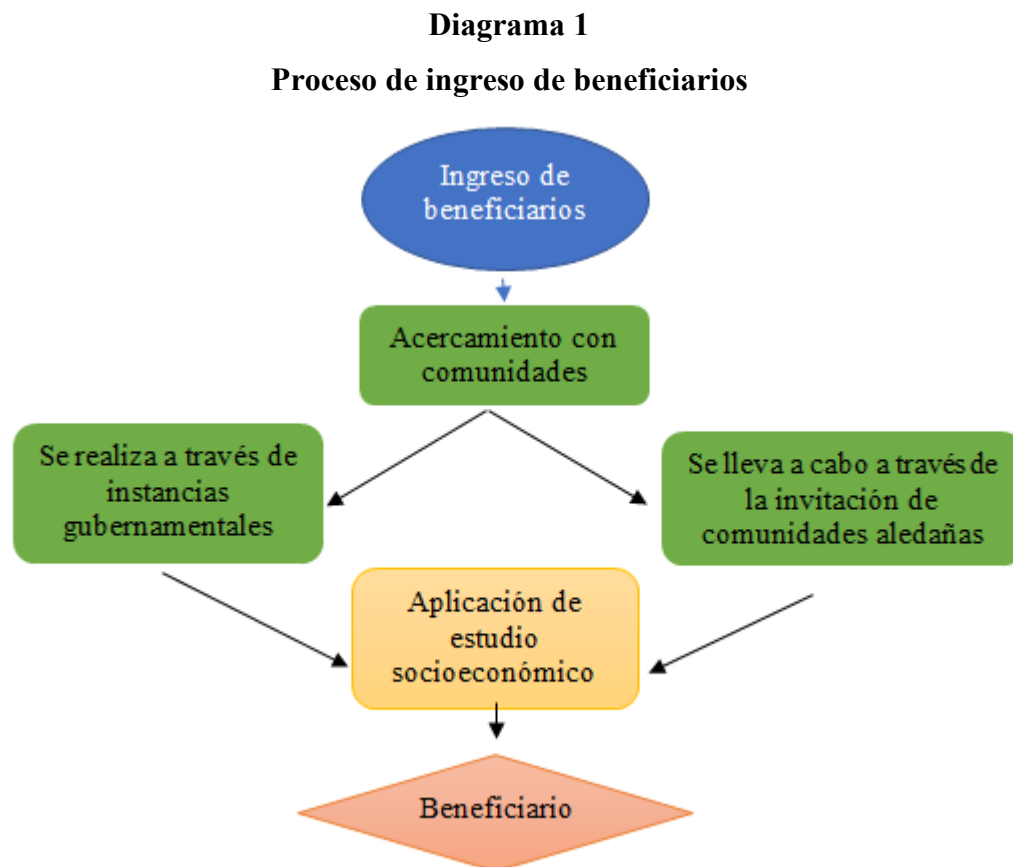 Diagrama 1
Proceso de ingreso de beneficiarios
Ingreso de
beneficiarios
Acercamiento con
comunidades
Se realiza a través de
instancias
gubernamentales
Se lleva a cabo a través de
la invitación de
comunidades aledañas
Aplicación de
estudio
socioeconómico
Beneficiario